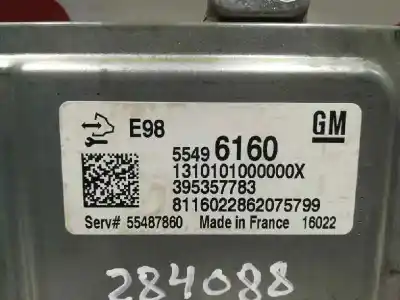 E98
GM
5549 6160
1310101000000X
395357783
8116022862075799
Serv# 55487860 Made in France 16022
284088